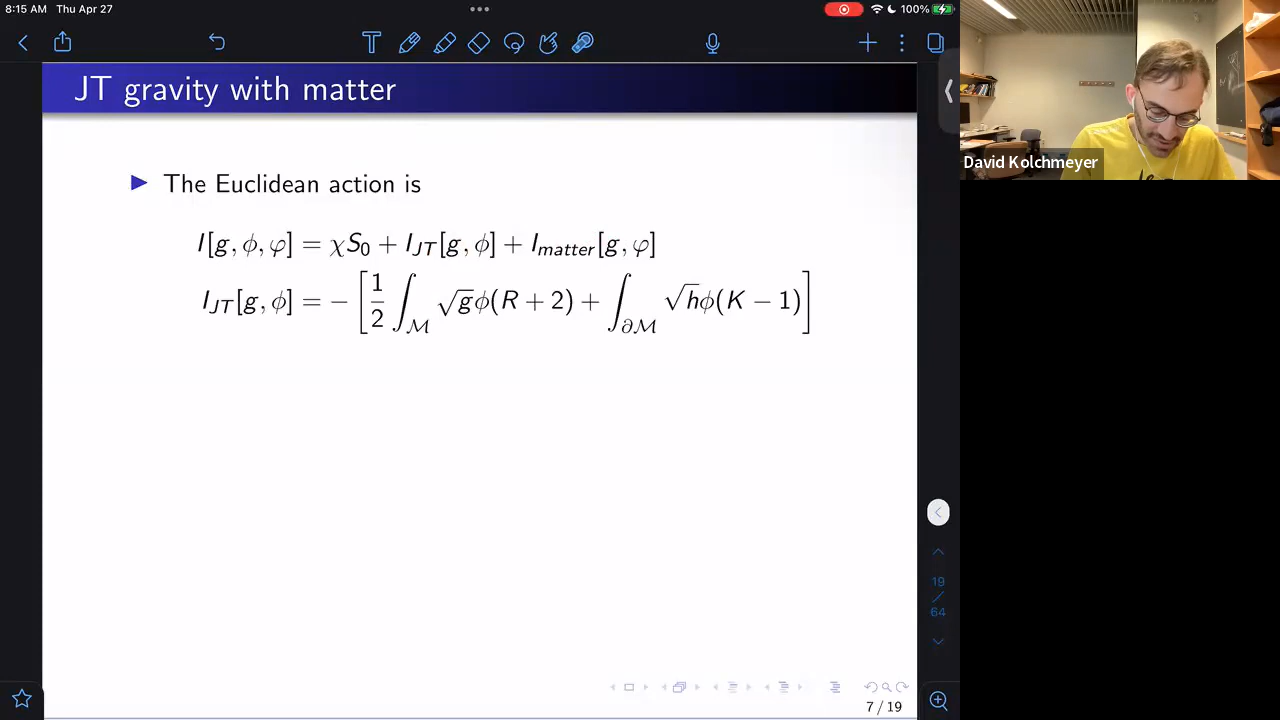 8:15 AM Thu Apr 27
100%
JT gravity with matter
The Euclidean action is
I[g, ϕ, φ] = χS₀ + I_JT[g, ϕ] + I_matter[g, φ]
I_JT[g, ϕ] = − [ 1/2 ∫_M √g ϕ(R + 2) + ∫_∂M √h ϕ(K − 1) ]
David Kolchmeyer
19
/
64
7 / 19